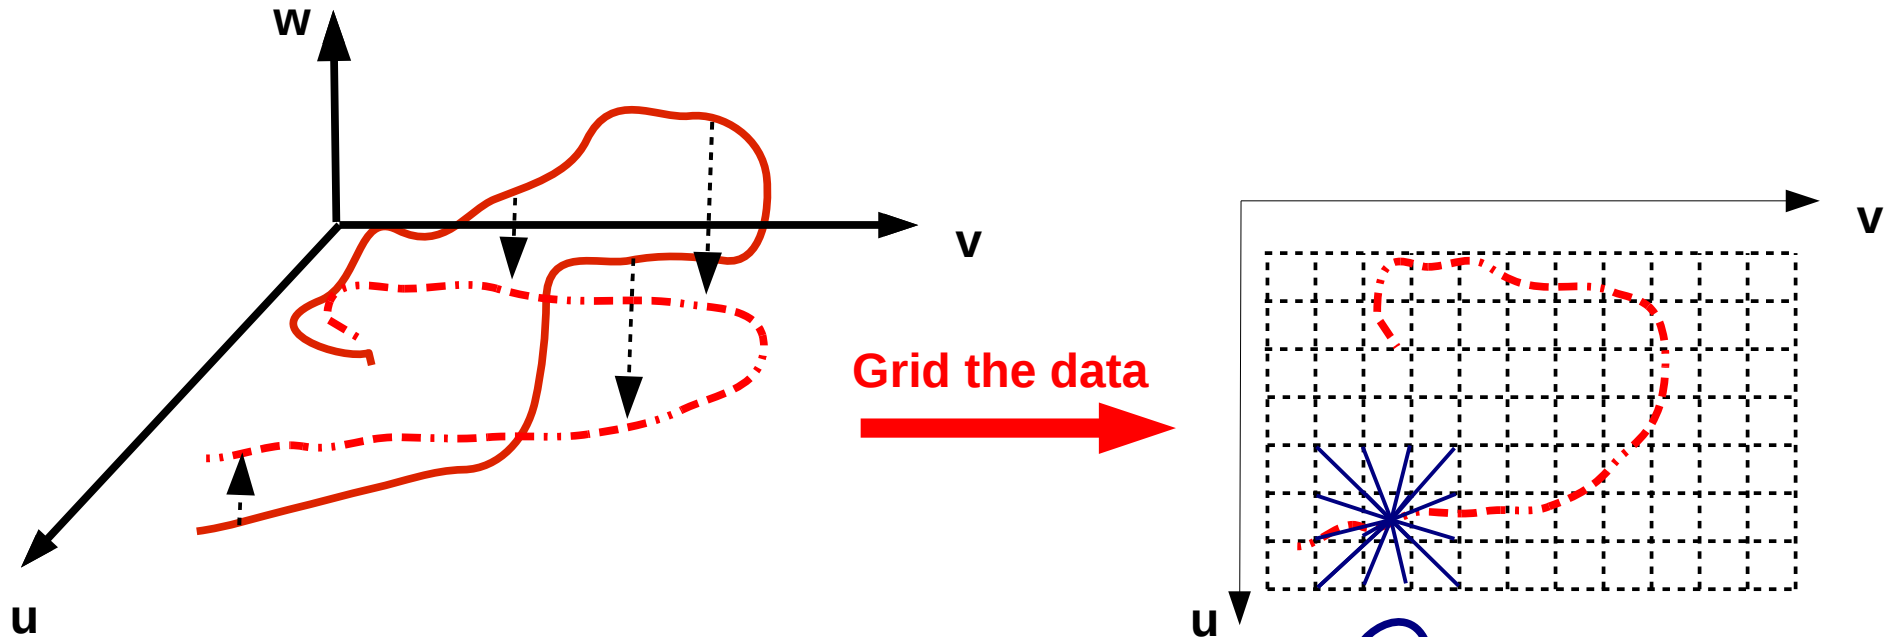 w
v
u
Grid the data
v
u